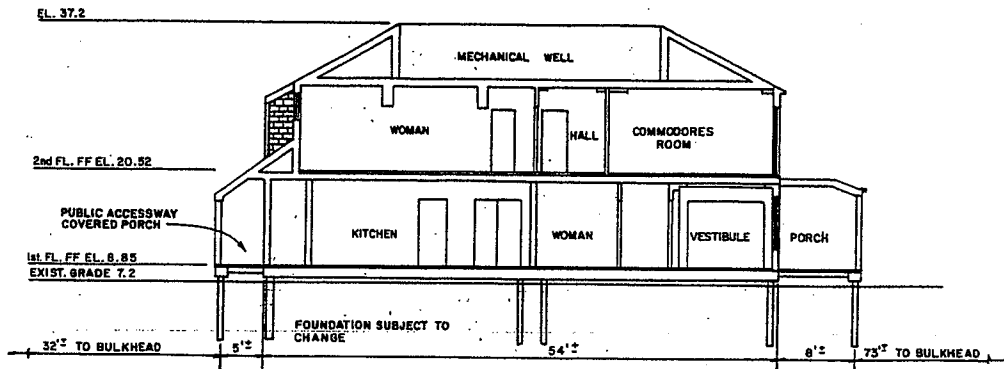 EL. 37.2
MECHANICAL WELL
WOMAN
HALL
COMMODORES
ROOM
2nd FL. FF EL. 20.52
PUBLIC ACCESSWAY
COVERED PORCH
KITCHEN
WOMAN
VESTIBULE
PORCH
1st. FL. FF EL. 8.85
EXIST. GRADE 7.2
FOUNDATION SUBJECT TO
CHANGE
32'± TO BULKHEAD
5'±
54'±
8'±
73'± TO BULKHEAD